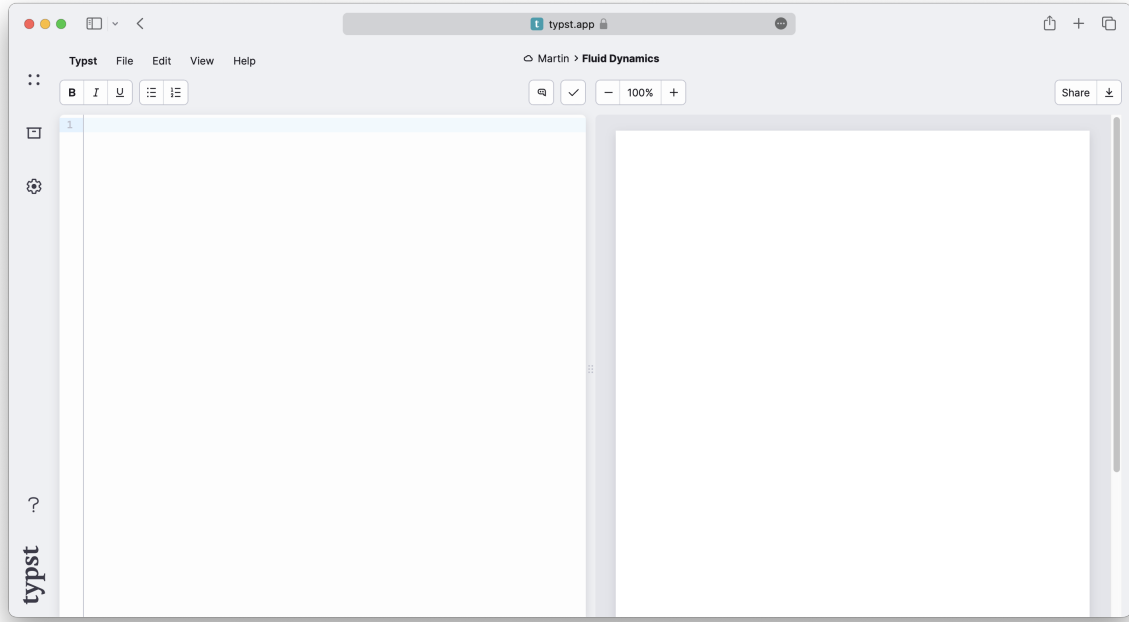 typst.app
Typst File Edit View Help
Martin > Fluid Dynamics
B I U
100%
Share
1
?
typst